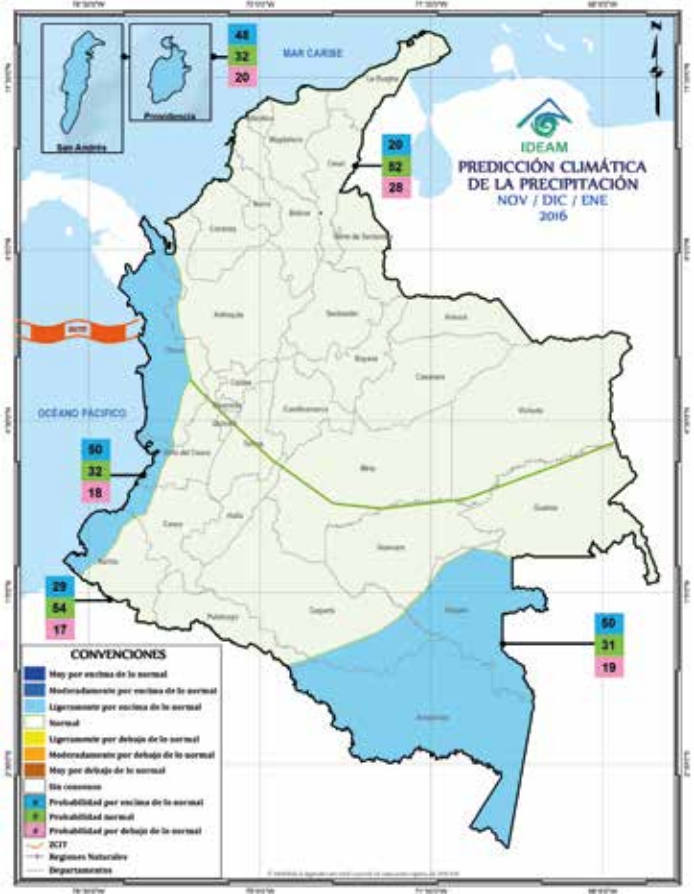 48
32
20
MAR CARIBE
La Guajira
San Andrés
Providencia
Atlántico
Magdalena
Cesar
20
52
28
IDEAM
PREDICCIÓN CLIMÁTICA
DE LA PRECIPITACIÓN
NOV / DIC / ENE
2016
Sucre
Bolívar
Córdoba
Norte de Santander
Antioquia
Santander
Arauca
Boyacá
Chocó
ZCIT
Casanare
Caldas
Risaralda
Quindío
Cundinamarca
Vichada
OCÉANO PACIFICO
Tolima
Valle del Cauca
Meta
50
32
18
Guainía
Huila
Cauca
Guaviare
Nariño
29
54
17
Putumayo
Caquetá
Vaupés
50
31
19
Amazonas
CONVENCIONES
Muy por encima de lo normal
Moderadamente por encima de lo normal
Ligeramente por encima de lo normal
Normal
Ligeramente por debajo de lo normal
Moderadamente por debajo de lo normal
Muy por debajo de lo normal
Sin consenso
# Probabilidad por encima de lo normal
# Probabilidad normal
# Probabilidad por debajo de lo normal
ZCIT
Regiones Naturales
Departamentos